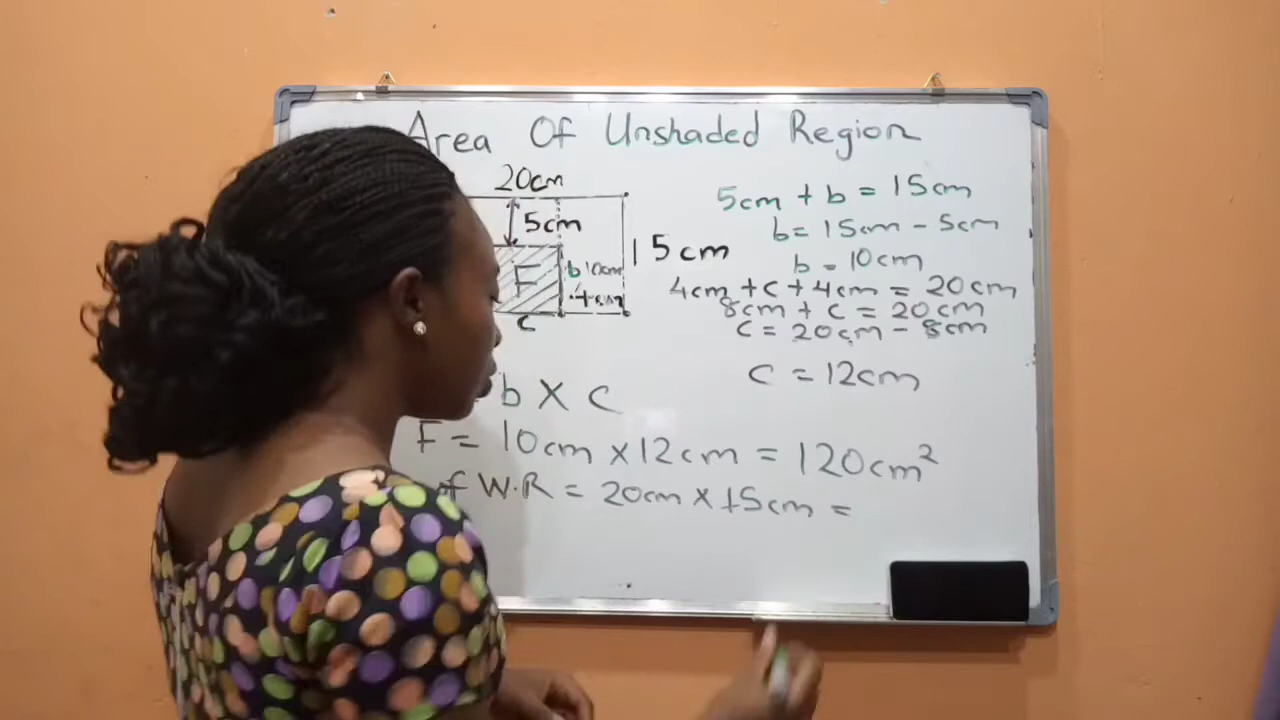 Area Of Unshaded Region
20cm
5cm
15cm
F
b 10cm
4cm
c
5cm + b = 15cm
b = 15cm - 5cm
b = 10cm
4cm + c + 4cm = 20cm
8cm + c = 20cm
c = 20cm - 8cm
c = 12cm
b X c
F = 10cm X 12cm = 120cm²
of W.R = 20cm X 15cm =